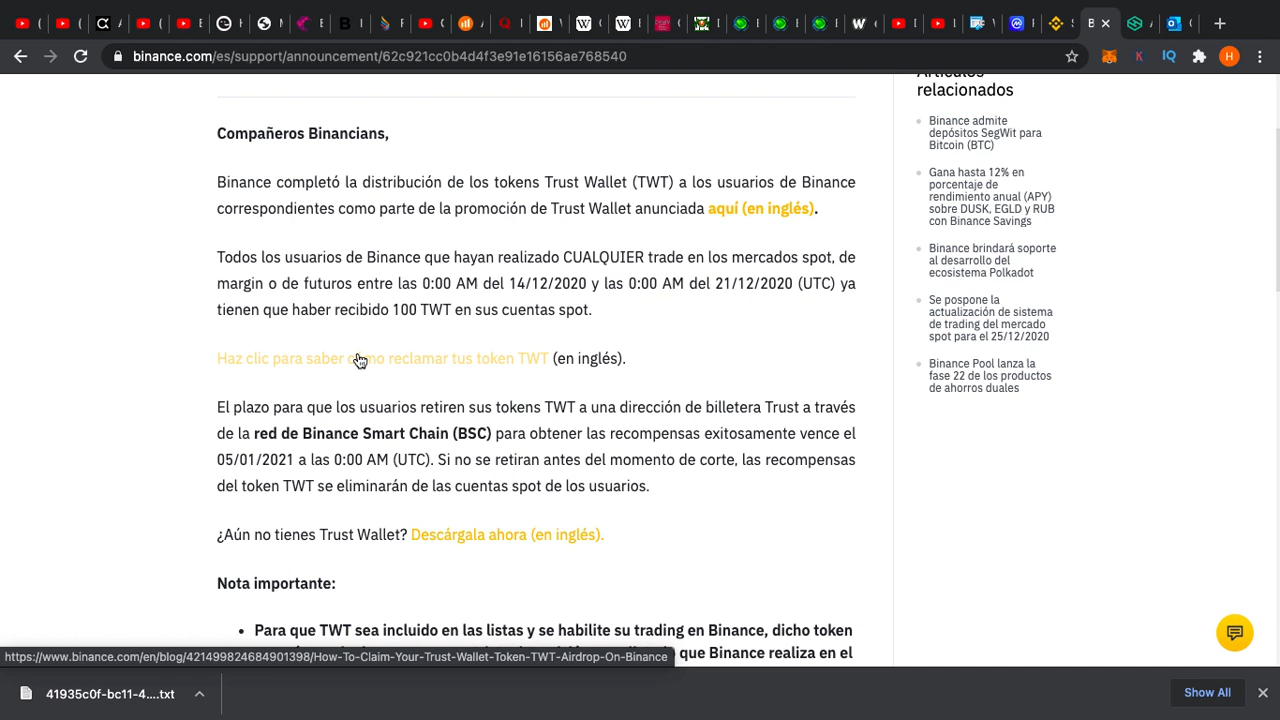 binance.com/es/support/announcement/62c921cc0b4d4f3e91e16156ae768540
H
Compañeros Binancians,
Binance completó la distribución de los tokens Trust Wallet (TWT) a los usuarios de Binance
correspondientes como parte de la promoción de Trust Wallet anunciada aquí (en inglés).
Todos los usuarios de Binance que hayan realizado CUALQUIER trade en los mercados spot, de
margin o de futuros entre las 0:00 AM del 14/12/2020 y las 0:00 AM del 21/12/2020 (UTC) ya
tienen que haber recibido 100 TWT en sus cuentas spot.
Haz clic para saber cómo reclamar tus token TWT (en inglés).
El plazo para que los usuarios retiren sus tokens TWT a una dirección de billetera Trust a través
de la red de Binance Smart Chain (BSC) para obtener las recompensas exitosamente vence el
05/01/2021 a las 0:00 AM (UTC). Si no se retiran antes del momento de corte, las recompensas
del token TWT se eliminarán de las cuentas spot de los usuarios.
¿Aún no tienes Trust Wallet? Descárgala ahora (en inglés).
Nota importante:
• Para que TWT sea incluido en las listas y se habilite su trading en Binance, dicho token
que Binance realiza en el
Artículos
relacionados
Binance admite
depósitos SegWit para
Bitcoin (BTC)
Gana hasta 12% en
porcentaje de
rendimiento anual (APY)
sobre DUSK, EGLD y RUB
con Binance Savings
Binance brindará soporte
al desarrollo del
ecosistema Polkadot
Se pospone la
actualización de sistema
de trading del mercado
spot para el 25/12/2020
Binance Pool lanza la
fase 22 de los productos
de ahorros duales
https://www.binance.com/en/blog/421499824684901398/How-To-Claim-Your-Trust-Wallet-Token-TWT-Airdrop-On-Binance
41935c0f-bc11-4....txt
Show All